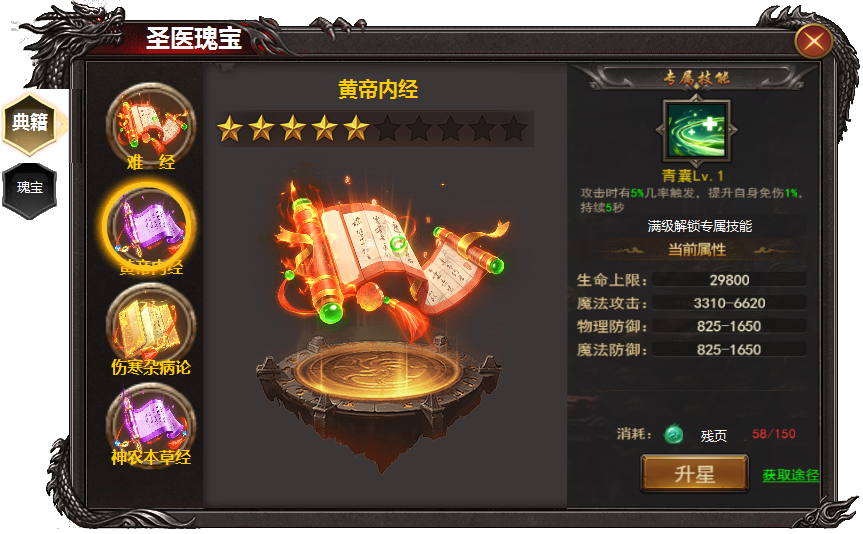 圣医瑰宝
典籍
瑰宝
难 经
黄帝内经
伤寒杂病论
神农本草经
黄帝内经
专属技能
青囊Lv.1
攻击时有5%几率触发，提升自身免伤1%，
持续5秒
满级解锁专属技能
当前属性
生命上限： 29800
魔法攻击： 3310-6620
物理防御： 825-1650
魔法防御： 825-1650
消耗： 残页 58/150
升星 获取途径